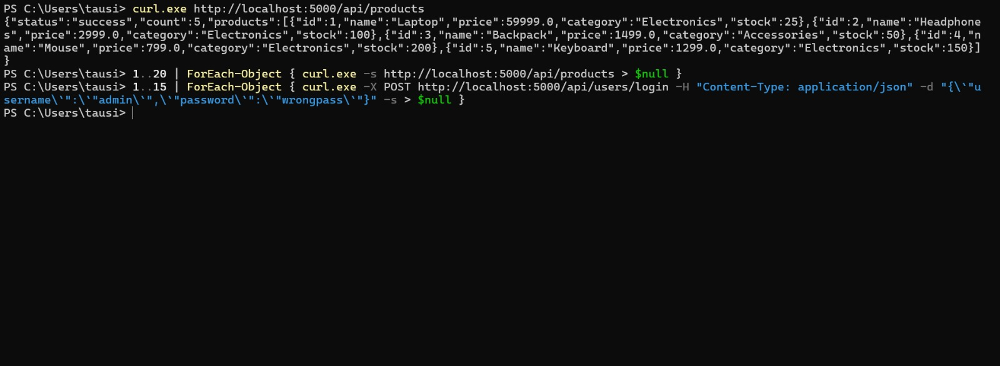 PS C:\Users\tausi> curl.exe http://localhost:5000/api/products
{"status":"success","count":5,"products":[{"id":1,"name":"Laptop","price":59999.0,"category":"Electronics","stock":25},{"id":2,"name":"Headphone
s","price":2999.0,"category":"Electronics","stock":100},{"id":3,"name":"Backpack","price":1499.0,"category":"Accessories","stock":50},{"id":4,"n
ame":"Mouse","price":799.0,"category":"Electronics","stock":200},{"id":5,"name":"Keyboard","price":1299.0,"category":"Electronics","stock":150}]
}
PS C:\Users\tausi> 1..20 | ForEach-Object { curl.exe -s http://localhost:5000/api/products > $null }
PS C:\Users\tausi> 1..15 | ForEach-Object { curl.exe -X POST http://localhost:5000/api/users/login -H "Content-Type: application/json" -d "{\`"u
sername\`":\`"admin\`",\`"password\`":\`"wrongpass\`"}" -s > $null }
PS C:\Users\tausi>